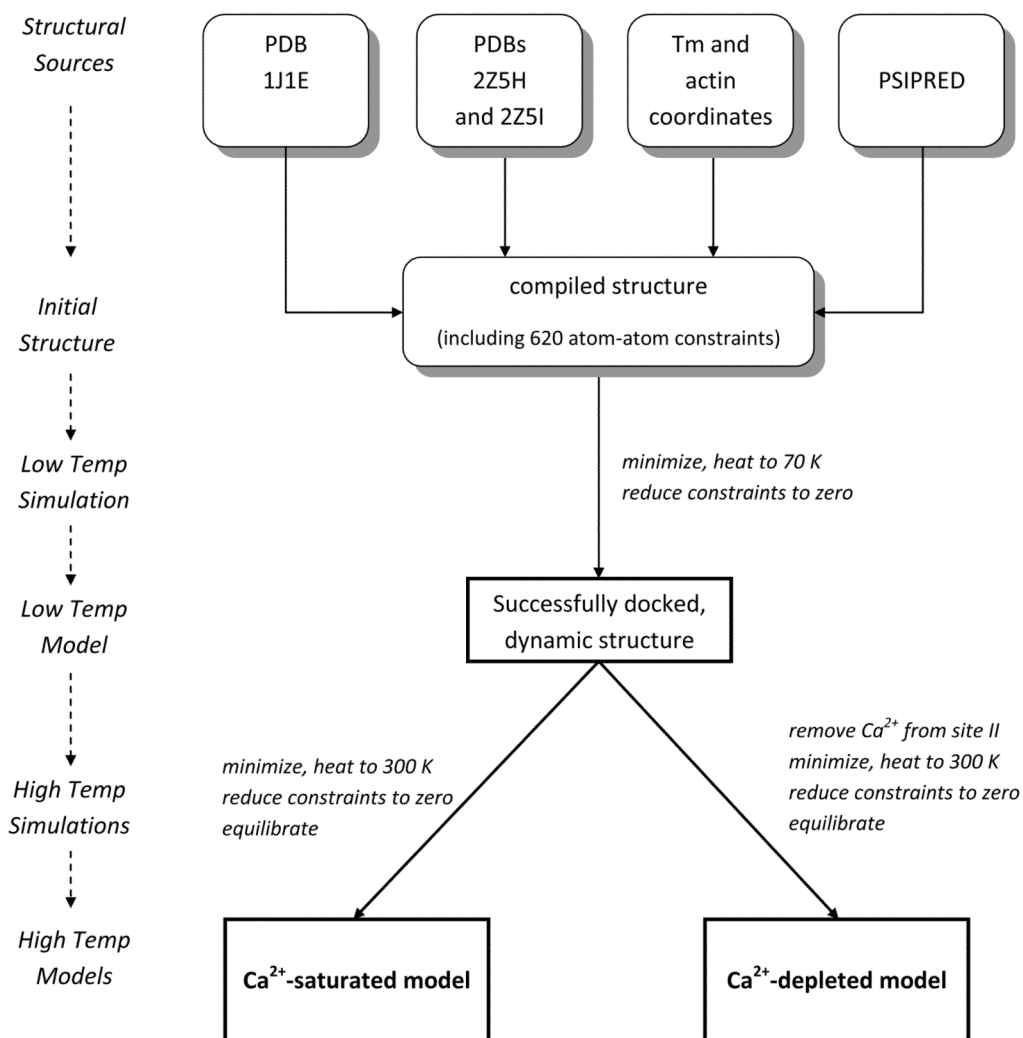 Structural
Sources
PDB
1J1E
PDBs
2Z5H
and 2Z5I
Tm and
actin
coordinates
PSIPRED
Initial
Structure
compiled structure
(including 620 atom-atom constraints)
Low Temp
Simulation
minimize, heat to 70 K
reduce constraints to zero
Low Temp
Model
Successfully docked,
dynamic structure
High Temp
Simulations
minimize, heat to 300 K
reduce constraints to zero
equilibrate
remove Ca²⁺ from site II
minimize, heat to 300 K
reduce constraints to zero
equilibrate
High Temp
Models
Ca²⁺-saturated model
Ca²⁺-depleted model